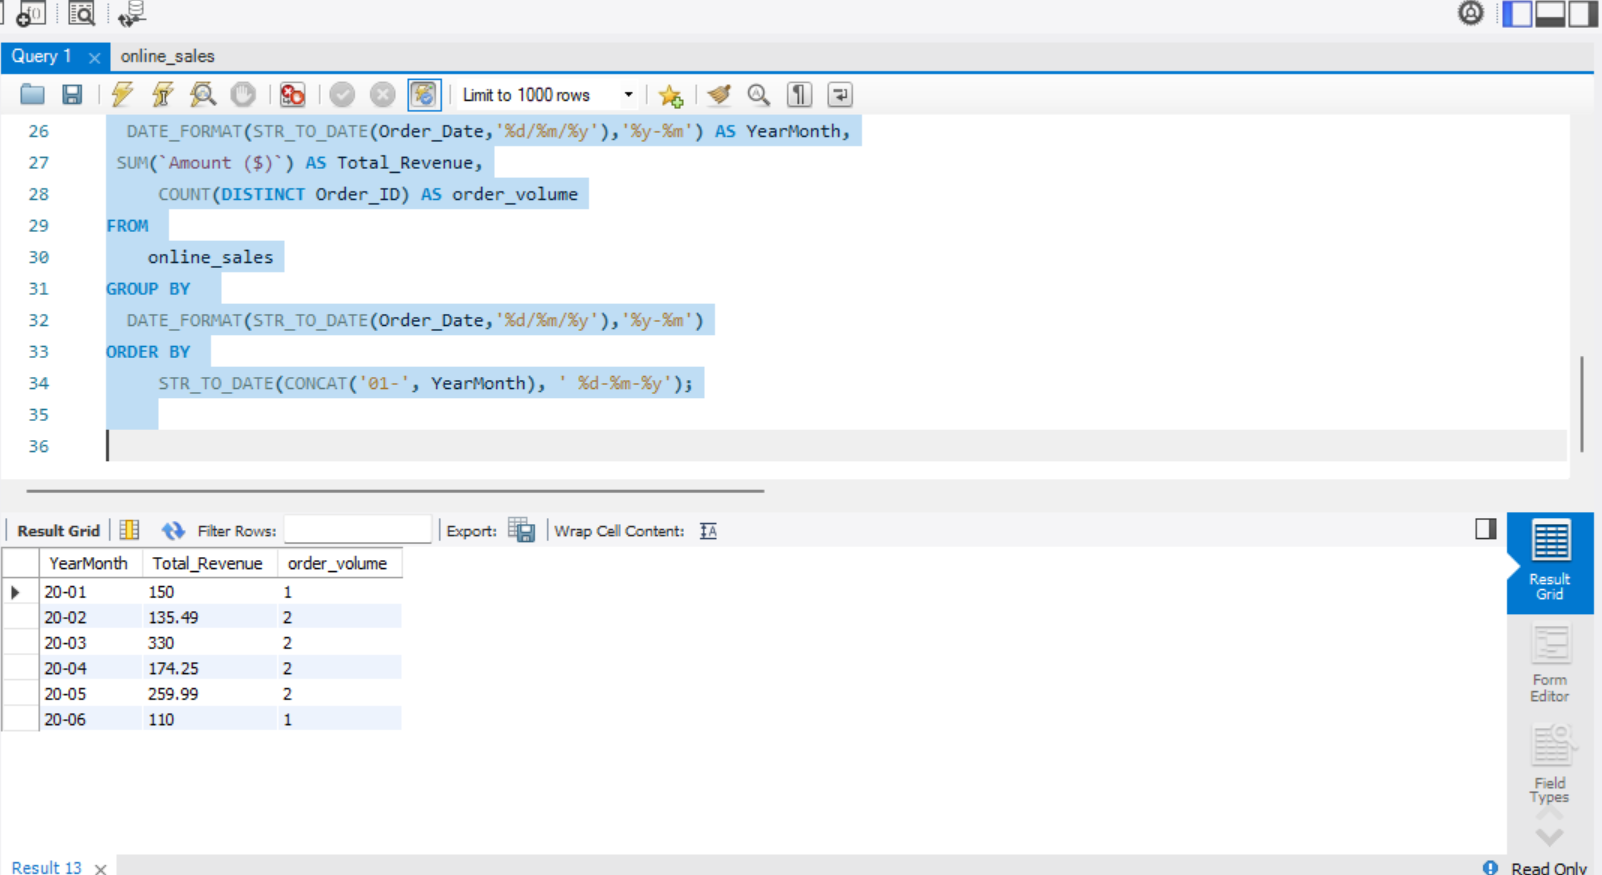 Query 1 online_sales
Limit to 1000 rows
26 DATE_FORMAT(STR_TO_DATE(Order_Date,'%d/%m/%y'),'%y-%m') AS YearMonth,
27 SUM(`Amount ($)`) AS Total_Revenue,
28 COUNT(DISTINCT Order_ID) AS order_volume
29 FROM
30 online_sales
31 GROUP BY
32 DATE_FORMAT(STR_TO_DATE(Order_Date,'%d/%m/%y'),'%y-%m')
33 ORDER BY
34 STR_TO_DATE(CONCAT('01-', YearMonth), ' %d-%m-%y');
35
36
Result Grid Filter Rows: Export: Wrap Cell Content:
YearMonth Total_Revenue order_volume
20-01 150 1
20-02 135.49 2
20-03 330 2
20-04 174.25 2
20-05 259.99 2
20-06 110 1
Result
Grid
Form
Editor
Field
Types
Result 13 Read Only